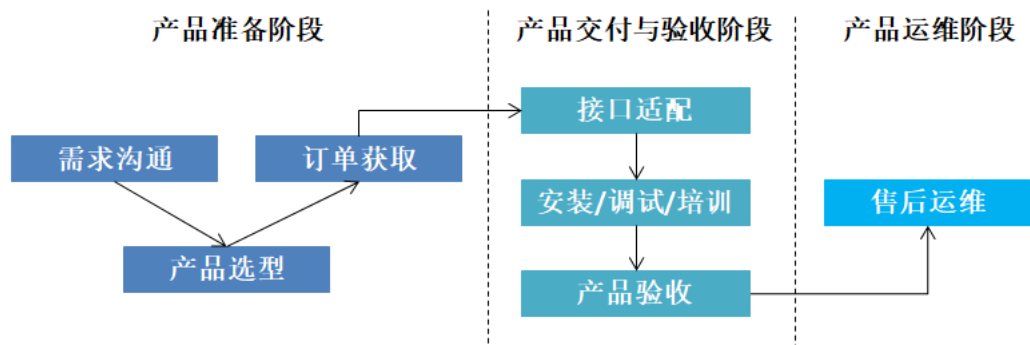 产品准备阶段
产品交付与验收阶段
产品运维阶段
需求沟通
产品选型
订单获取
接口适配
安装/调试/培训
产品验收
售后运维